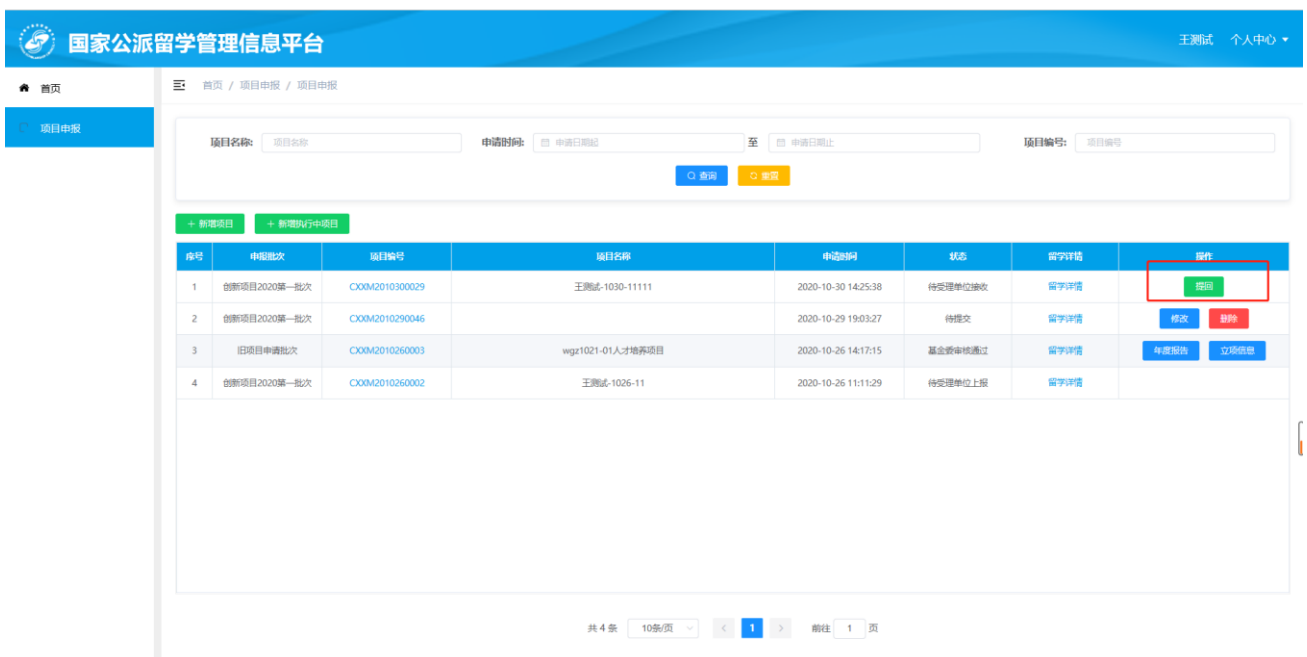 国家公派留学管理信息平台 王测试 个人中心
首页 首页 / 项目申报 / 项目申报
项目申报
项目名称: 项目名称 申请时间: 申请日期起 至 申请日期止 项目编号: 项目编号
查询 重置
+ 新增项目 + 新增执行中项目
序号 申报批次 项目编号 项目名称 申请时间 状态 留学详情 操作
1 创新项目2020第一批次 CXXM2010300029 王测试-1030-11111 2020-10-30 14:25:38 待受理单位接收 留学详情 提回
2 创新项目2020第一批次 CXXM2010290046 2020-10-29 19:03:27 待提交 留学详情 修改 删除
3 旧项目申请批次 CXXM2010260003 wgz1021-01人才培养项目 2020-10-26 14:17:15 基金委审核通过 留学详情 年度报告 立项信息
4 创新项目2020第一批次 CXXM2010260002 王测试-1026-11 2020-10-26 11:11:29 待受理单位上报 留学详情
共 4 条 10条/页 < 1 > 前往 1 页